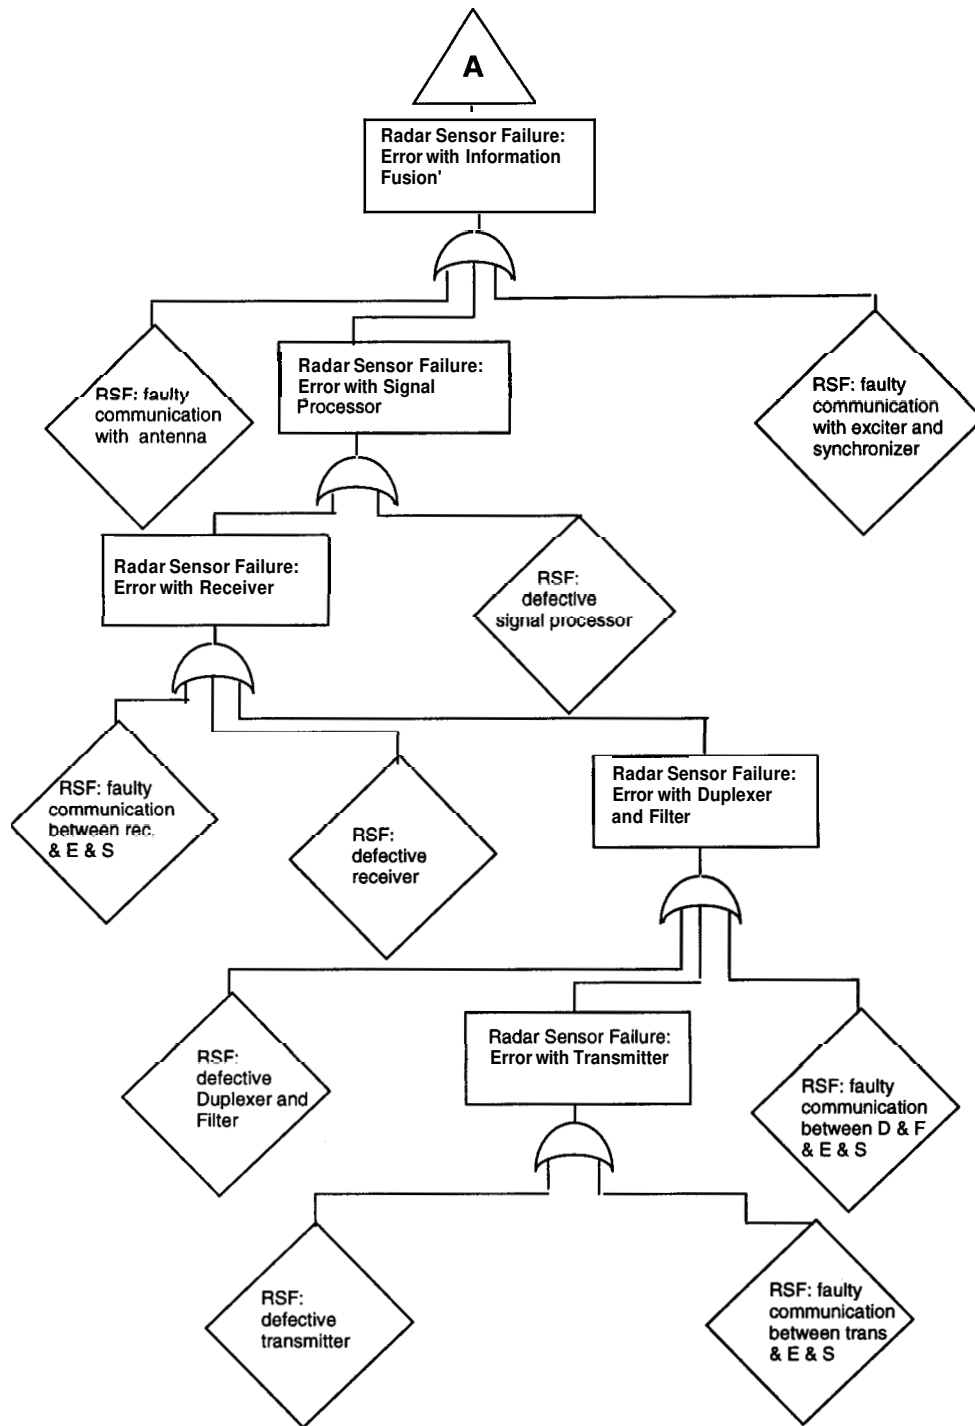 A
Radar Sensor Failure:
Error with Information
Fusion'
RSF: faulty
communication
with antenna
Radar Sensor Failure:
Error with Signal
Processor
RSF: faulty
communication
with exciter and
synchronizer
Radar Sensor Failure:
Error with Receiver
RSF:
defective
signal processor
RSF: faulty
communication
between rec.
& E & S
RSF:
defective
receiver
Radar Sensor Failure:
Error with Duplexer
and Filter
RSF:
defective
Duplexer and
Filter
Radar Sensor Failure:
Error with Transmitter
RSF: faulty
communication
between D & F
& E & S
RSF:
defective
transmitter
RSF: faulty
communication
between trans
& E & S